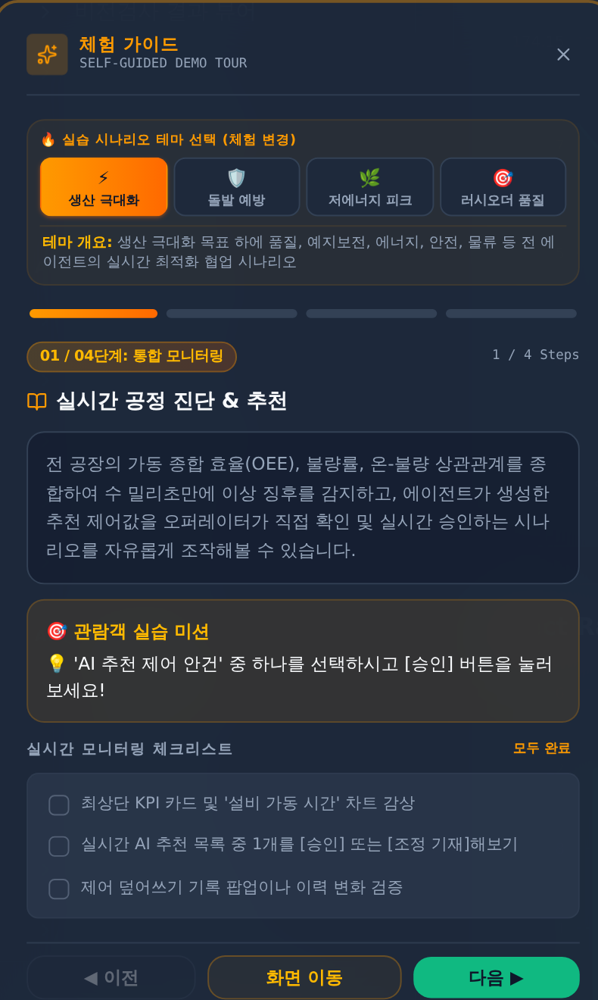 체험 가이드
SELF-GUIDED DEMO TOUR
🔥 실습 시나리오 테마 선택 (체험 변경)
⚡ 생산 극대화
🛡️ 돌발 예방
🌿 저에너지 피크
🎯 러시오더 품질
테마 개요: 생산 극대화 목표 하에 품질, 예지보전, 에너지, 안전, 물류 등 전 에
이전트의 실시간 최적화 협업 시나리오
01 / 04단계: 통합 모니터링
1 / 4 Steps
실시간 공정 진단 & 추천
전 공장의 가동 종합 효율(OEE), 불량률, 온-불량 상관관계를 종
합하여 수 밀리초만에 이상 징후를 감지하고, 에이전트가 생성한
추천 제어값을 오퍼레이터가 직접 확인 및 실시간 승인하는 시나
리오를 자유롭게 조작해볼 수 있습니다.
🎯 관람객 실습 미션
💡 'AI 추천 제어 안건' 중 하나를 선택하시고 [승인] 버튼을 눌러
보세요!
실시간 모니터링 체크리스트
모두 완료
최상단 KPI 카드 및 '설비 가동 시간' 차트 감상
실시간 AI 추천 목록 중 1개를 [승인] 또는 [조정 기재]해보기
제어 덮어쓰기 기록 팝업이나 이력 변화 검증
◀ 이전
화면 이동
다음 ▶